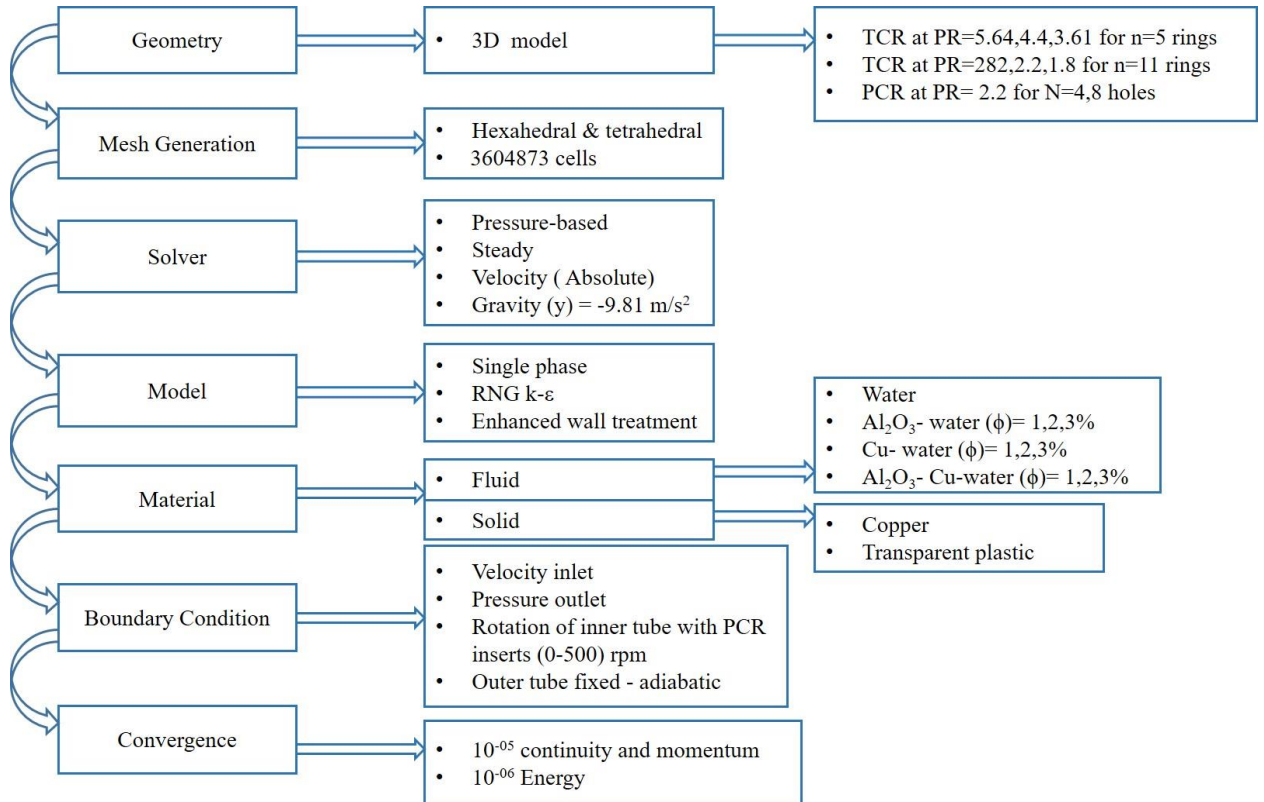 Geometry
• 3D model
• TCR at PR=5.64,4.4,3.61 for n=5 rings
• TCR at PR=282,2.2,1.8 for n=11 rings
• PCR at PR= 2.2 for N=4,8 holes
Mesh Generation
• Hexahedral & tetrahedral
• 3604873 cells
Solver
• Pressure-based
• Steady
• Velocity ( Absolute)
• Gravity (y) = -9.81 m/s²
Model
• Single phase
• RNG k-ε
• Enhanced wall treatment
Material
• Fluid
• Water
• Al₂O₃- water (ϕ)= 1,2,3%
• Cu- water (ϕ)= 1,2,3%
• Al₂O₃- Cu-water (ϕ)= 1,2,3%
• Solid
• Copper
• Transparent plastic
Boundary Condition
• Velocity inlet
• Pressure outlet
• Rotation of inner tube with PCR
inserts (0-500) rpm
• Outer tube fixed - adiabatic
Convergence
• 10⁻⁰⁵ continuity and momentum
• 10⁻⁰⁶ Energy